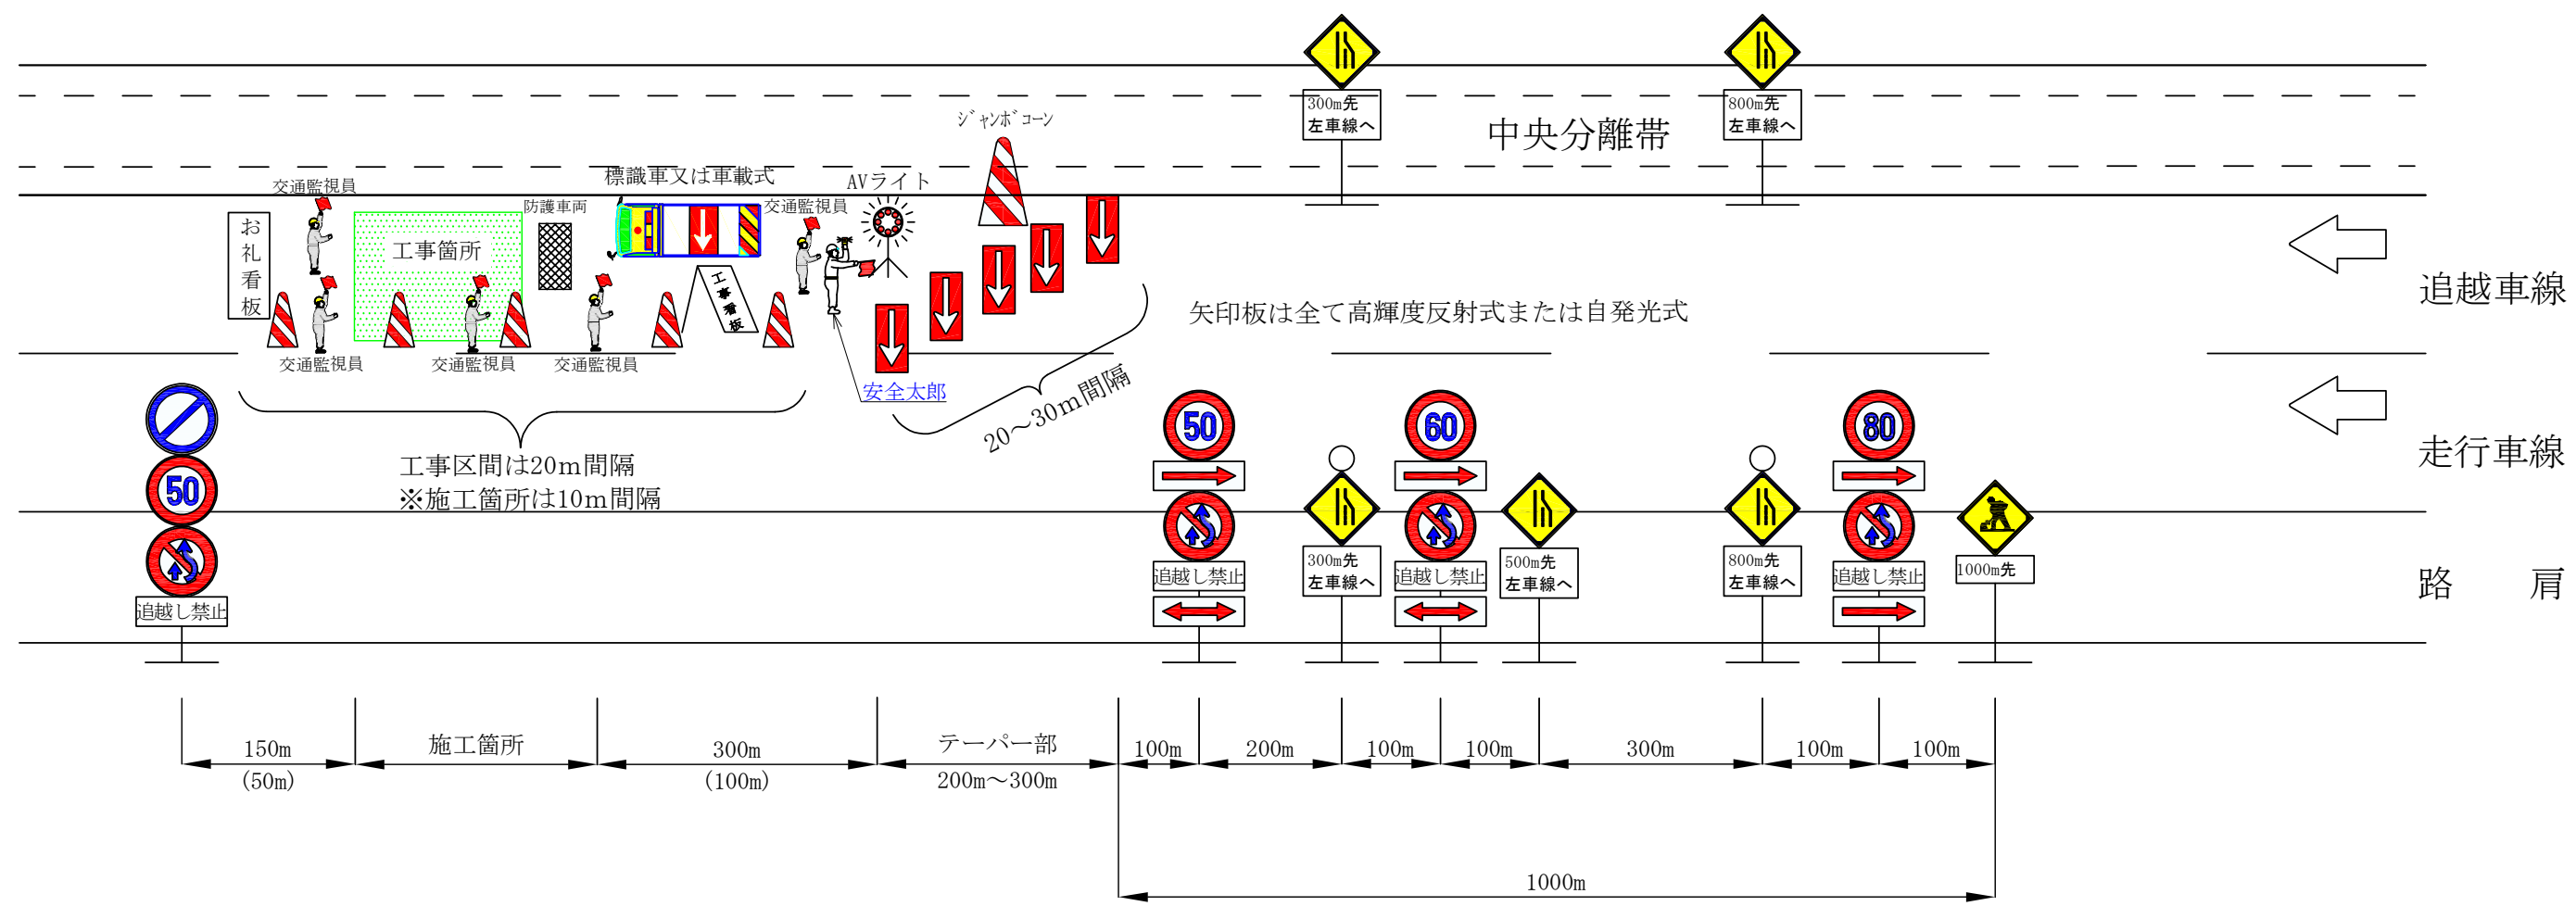 300m先
左車線へ
800m先
左車線へ
中央分離帯
ジャンボコーン
標識車又は車載式
AVライト
交通監視員
防護車両
交通監視員
お礼看板
工事箇所
工事看板
追越車線
矢印板は全て高輝度反射式または自発光式
交通監視員
交通監視員
交通監視員
安全太郎
20～30m間隔
工事区間は20m間隔
※施工箇所は10m間隔
走行車線
50
追越し禁止
50
追越し禁止
300m先
左車線へ
60
追越し禁止
500m先
左車線へ
800m先
左車線へ
80
追越し禁止
1000m先
路 肩
150m
(50m)
施工箇所
300m
(100m)
テーパー部
200m～300m
100m
200m
100m
100m
300m
100m
100m
1000m